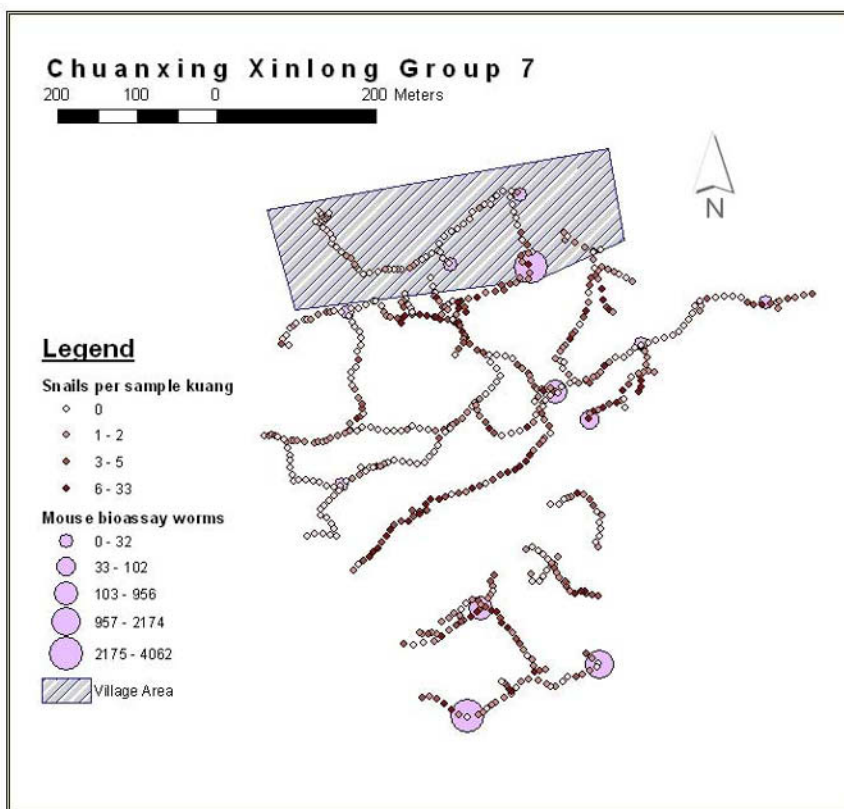 Chuanxing Xinlong Group 7
200 100 0 200 Meters
N
Legend
Snails per sample kuang
0
1 - 2
3 - 5
6 - 33
Mouse bioassay worms
0 - 32
33 - 102
103 - 956
957 - 2174
2175 - 4062
Village Area